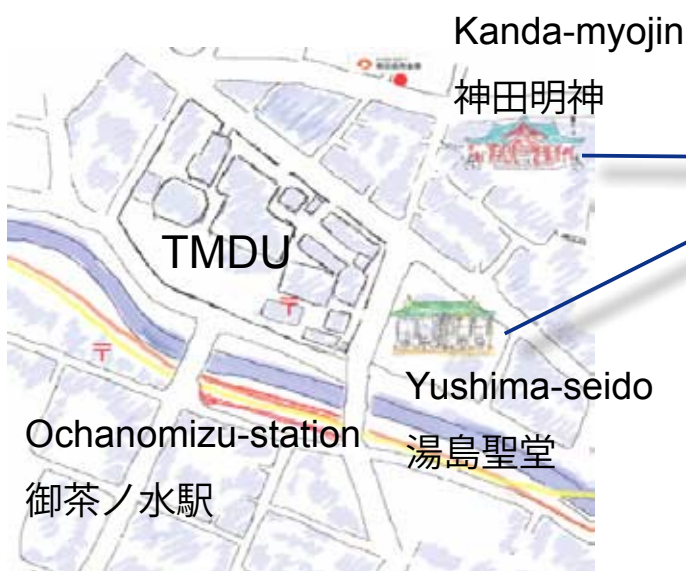 Kanda-myojin
神田明神
TMDU
〒
〒
Yushima-seido
湯島聖堂
Ochanomizu-station
御茶ノ水駅